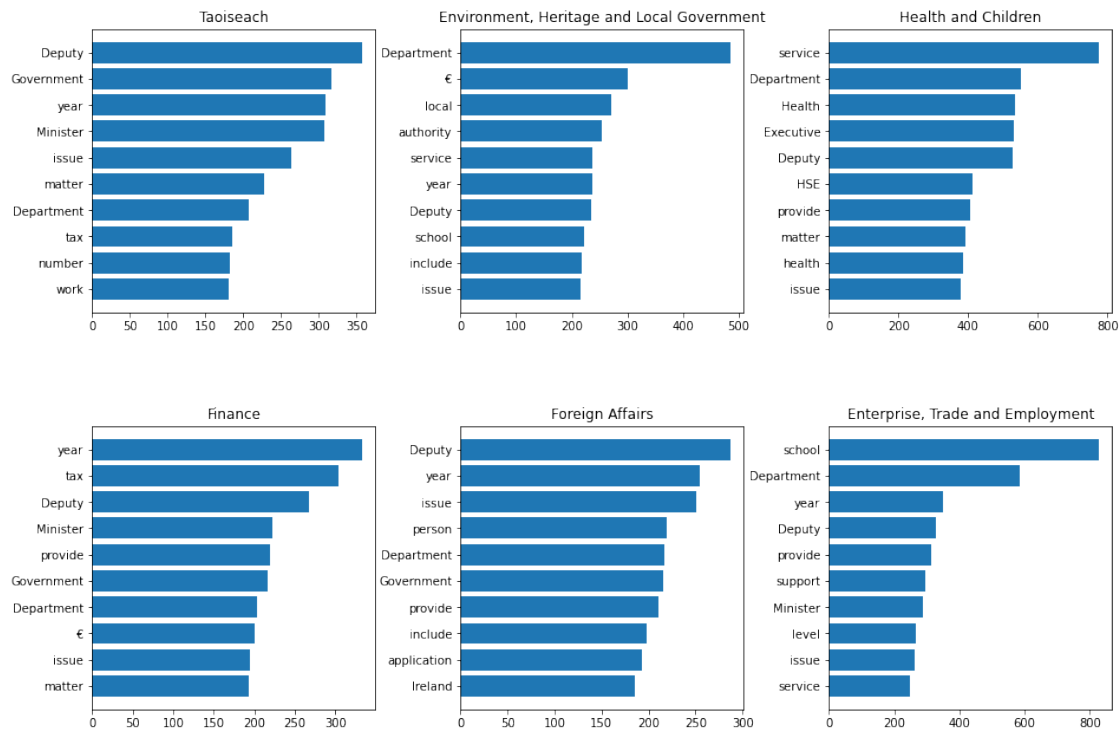 Taoiseach
Deputy
Government
year
Minister
issue
matter
Department
tax
number
work
0 50 100 150 200 250 300 350
Environment, Heritage and Local Government
Department
€
local
authority
service
year
Deputy
school
include
issue
0 100 200 300 400 500
Health and Children
service
Department
Health
Executive
Deputy
HSE
provide
matter
health
issue
0 200 400 600 800
Finance
year
tax
Deputy
Minister
provide
Government
Department
€
issue
matter
0 50 100 150 200 250 300
Foreign Affairs
Deputy
year
issue
person
Department
Government
provide
include
application
Ireland
0 50 100 150 200 250 300
Enterprise, Trade and Employment
school
Department
year
Deputy
provide
support
Minister
level
issue
service
0 200 400 600 800